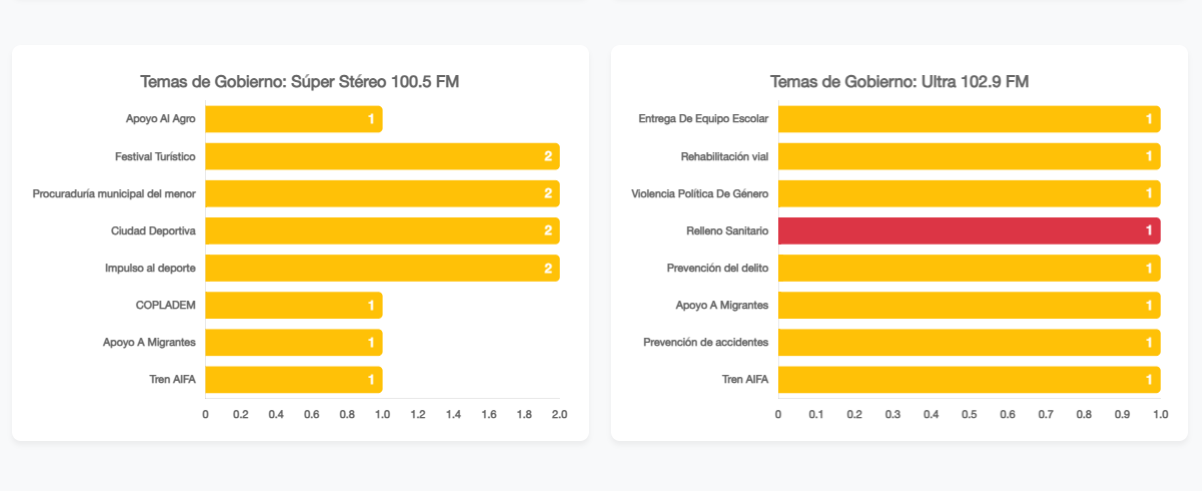 Temas de Gobierno: Súper Stéreo 100.5 FM
Apoyo Al Agro 1
Festival Turístico 2
Procuraduría municipal del menor 2
Ciudad Deportiva 2
Impulso al deporte 2
COPLADEM 1
Apoyo A Migrantes 1
Tren AIFA 1
0 0.2 0.4 0.6 0.8 1.0 1.2 1.4 1.6 1.8 2.0
Temas de Gobierno: Ultra 102.9 FM
Entrega De Equipo Escolar 1
Rehabilitación vial 1
Violencia Política De Género 1
Relleno Sanitario 1
Prevención del delito 1
Apoyo A Migrantes 1
Prevención de accidentes 1
Tren AIFA 1
0 0.1 0.2 0.3 0.4 0.5 0.6 0.7 0.8 0.9 1.0